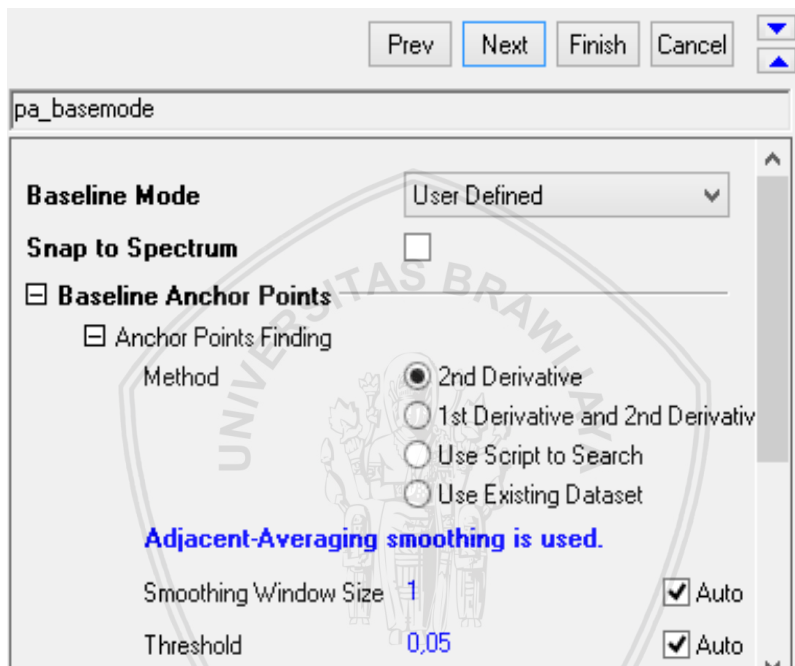 Prev Next Finish Cancel
pa_basemode
Baseline Mode User Defined
Snap to Spectrum
Baseline Anchor Points
Anchor Points Finding
Method 2nd Derivative
1st Derivative and 2nd Derivativ
Use Script to Search
Use Existing Dataset
Adjacent-Averaging smoothing is used.
Smoothing Window Size 1 Auto
Threshold 0,05 Auto
UNIVERSITAS BRAWIJAYA